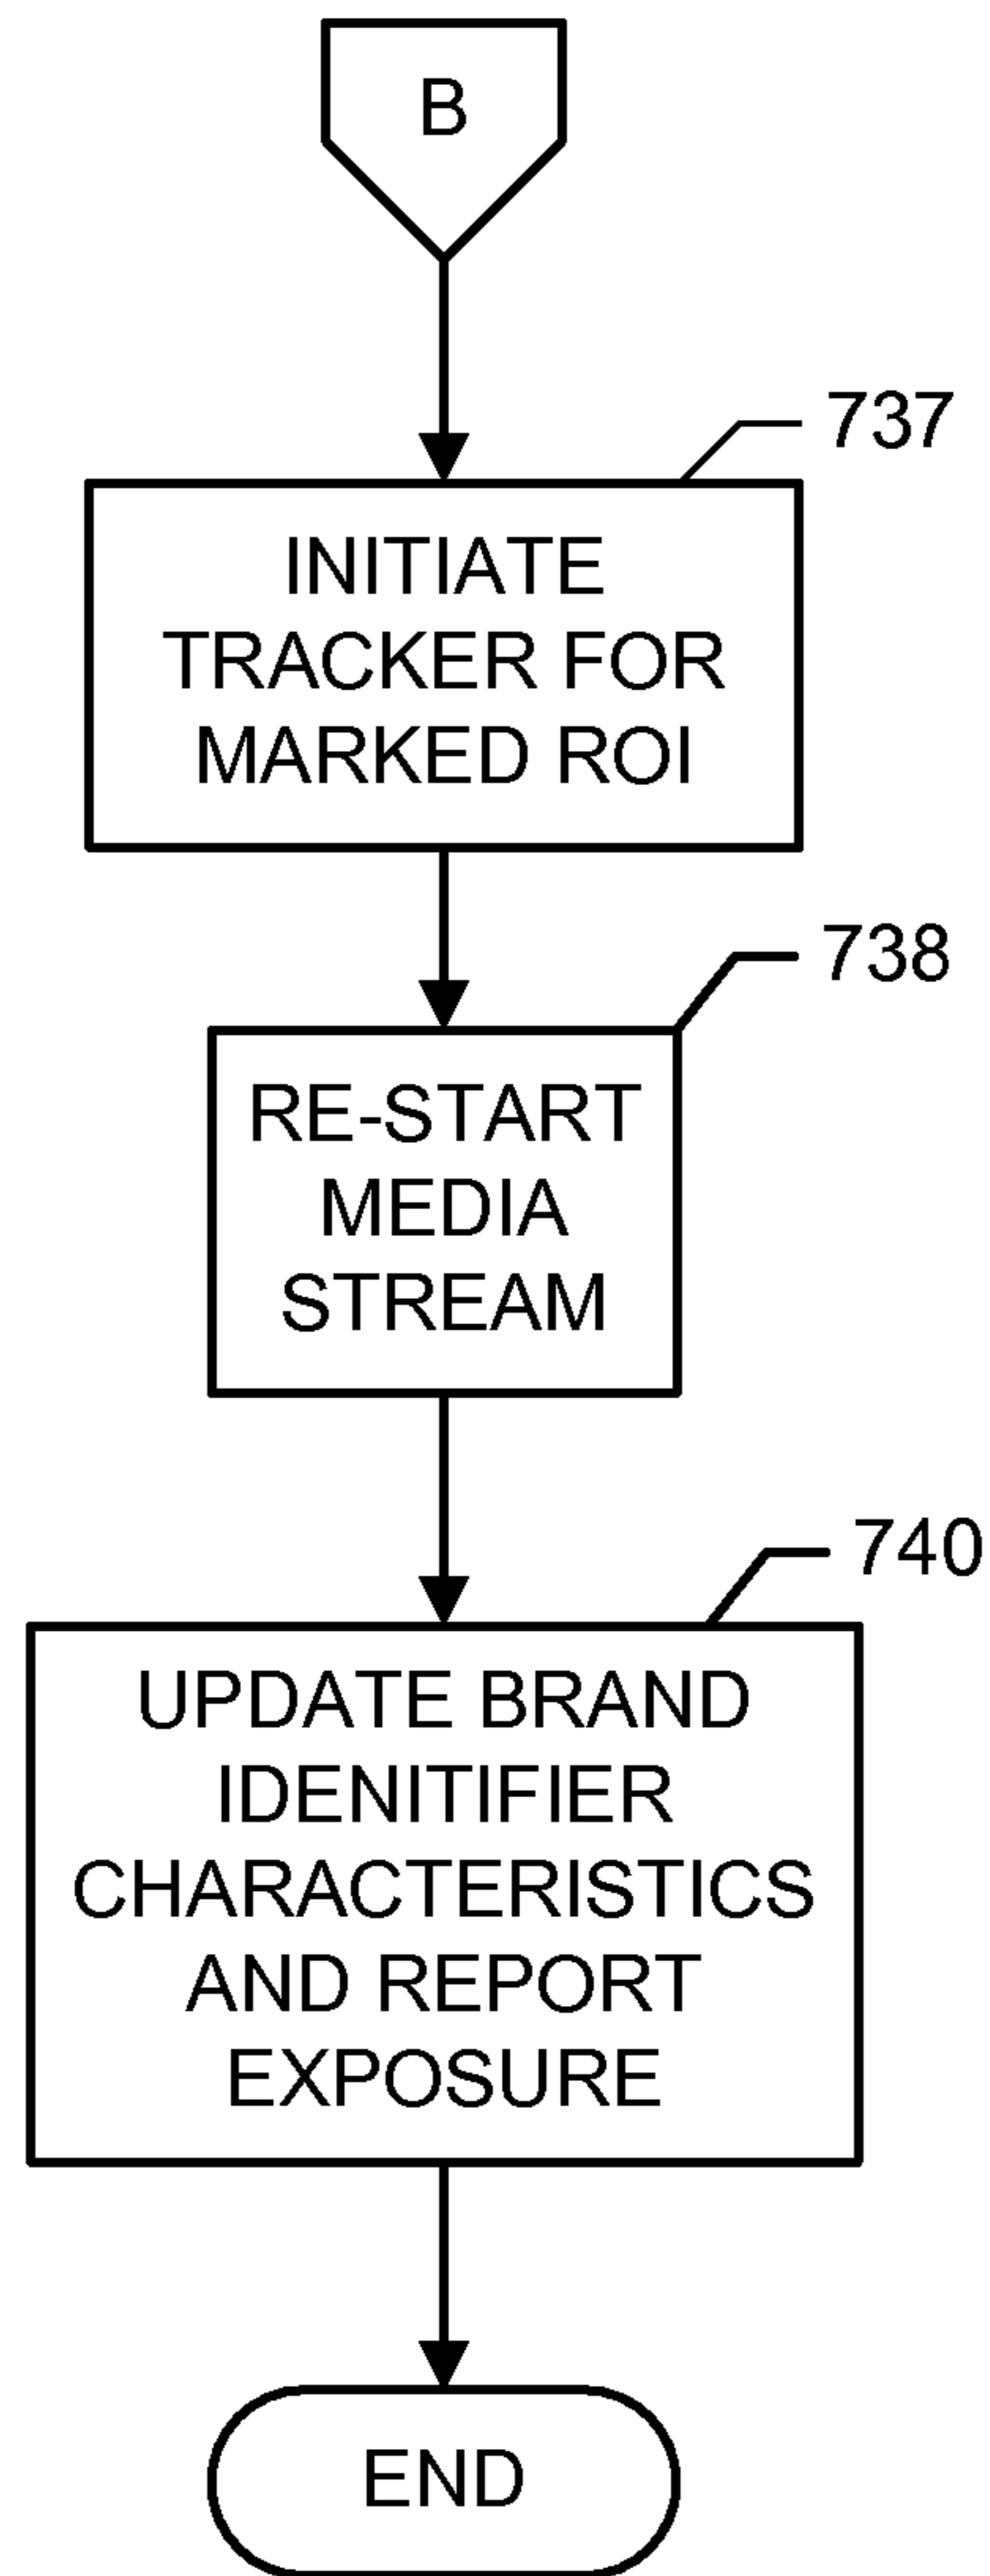 B
737
INITIATE
TRACKER FOR
MARKED ROI
738
RE-START
MEDIA
STREAM
740
UPDATE BRAND
IDENITIFIER
CHARACTERISTICS
AND REPORT
EXPOSURE
END